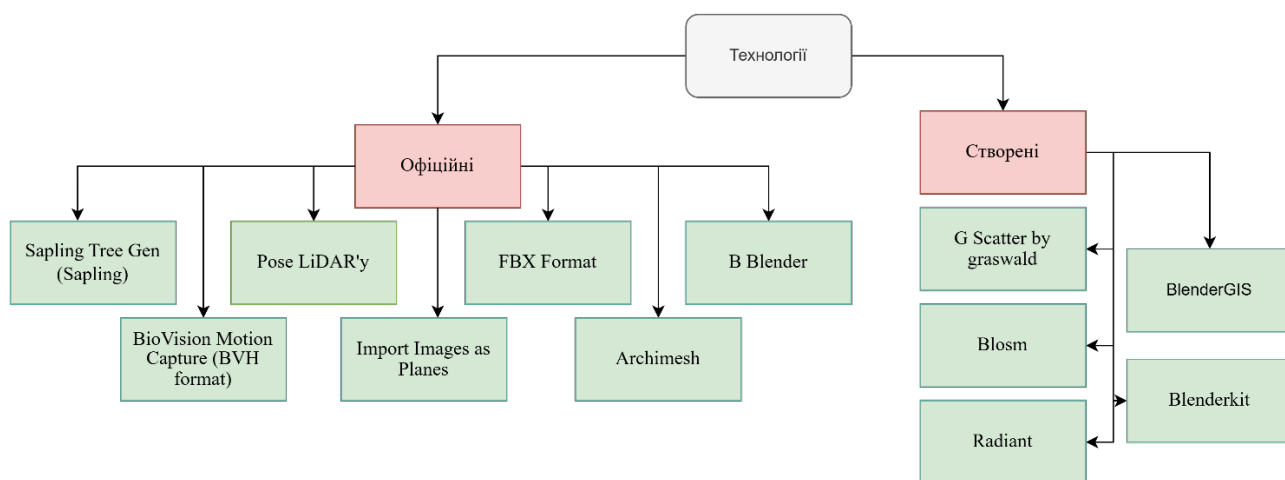 Технології
Офіційні
Створені
Sapling Tree Gen
(Sapling)
Pose LiDAR'y
FBX Format
B Blender
BioVision Motion
Capture (BVH
format)
Import Images as
Planes
Archimesh
G Scatter by
graswald
BlenderGIS
Blosm
Blenderkit
Radiant